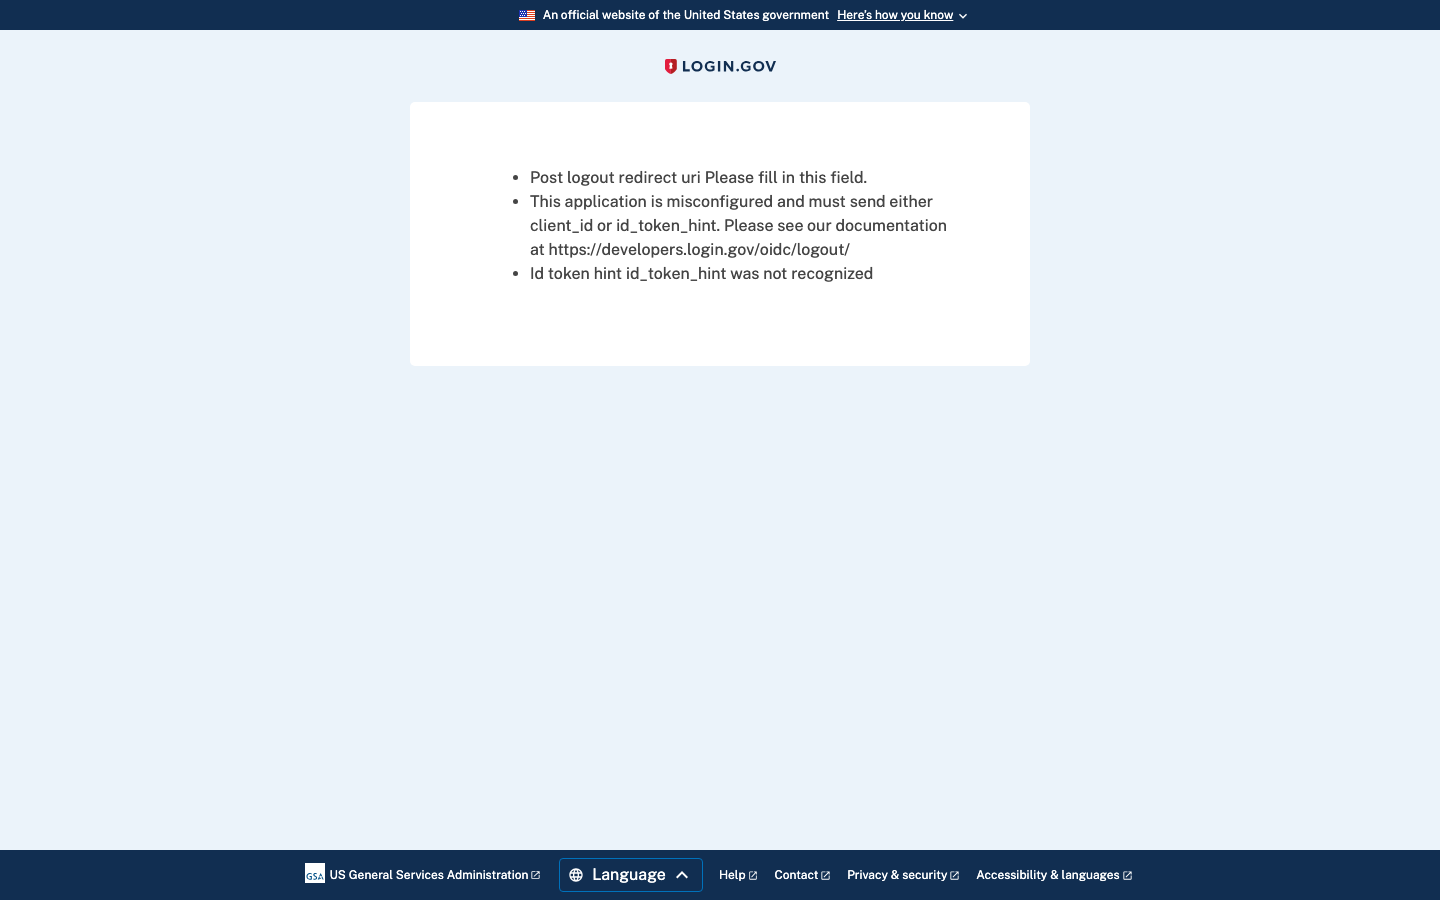 An official website of the United States government Here's how you know
LOGIN.GOV
Post logout redirect uri Please fill in this field.
This application is misconfigured and must send either
client_id or id_token_hint. Please see our documentation
at https://developers.login.gov/oidc/logout/
Id token hint id_token_hint was not recognized
GSA US General Services Administration Language Help Contact Privacy & security Accessibility & languages